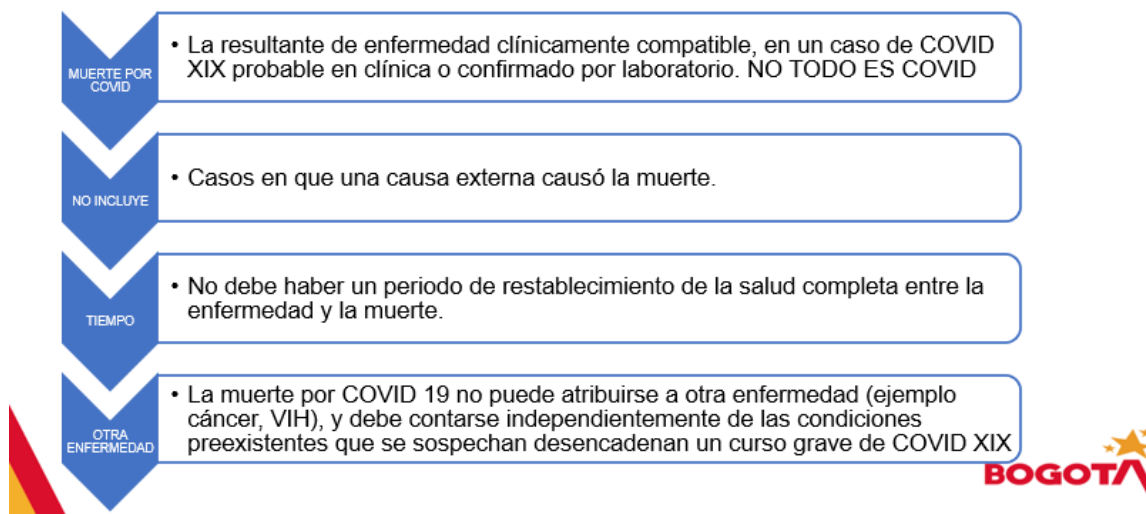 MUERTE POR
COVID
• La resultante de enfermedad clínicamente compatible, en un caso de COVID
XIX probable en clínica o confirmado por laboratorio. NO TODO ES COVID
NO INCLUYE
• Casos en que una causa externa causó la muerte.
TIEMPO
• No debe haber un periodo de restablecimiento de la salud completa entre la
enfermedad y la muerte.
OTRA
ENFERMEDAD
• La muerte por COVID 19 no puede atribuirse a otra enfermedad (ejemplo
cáncer, VIH), y debe contarse independientemente de las condiciones
preexistentes que se sospechan desencadenan un curso grave de COVID XIX
BOGOTA